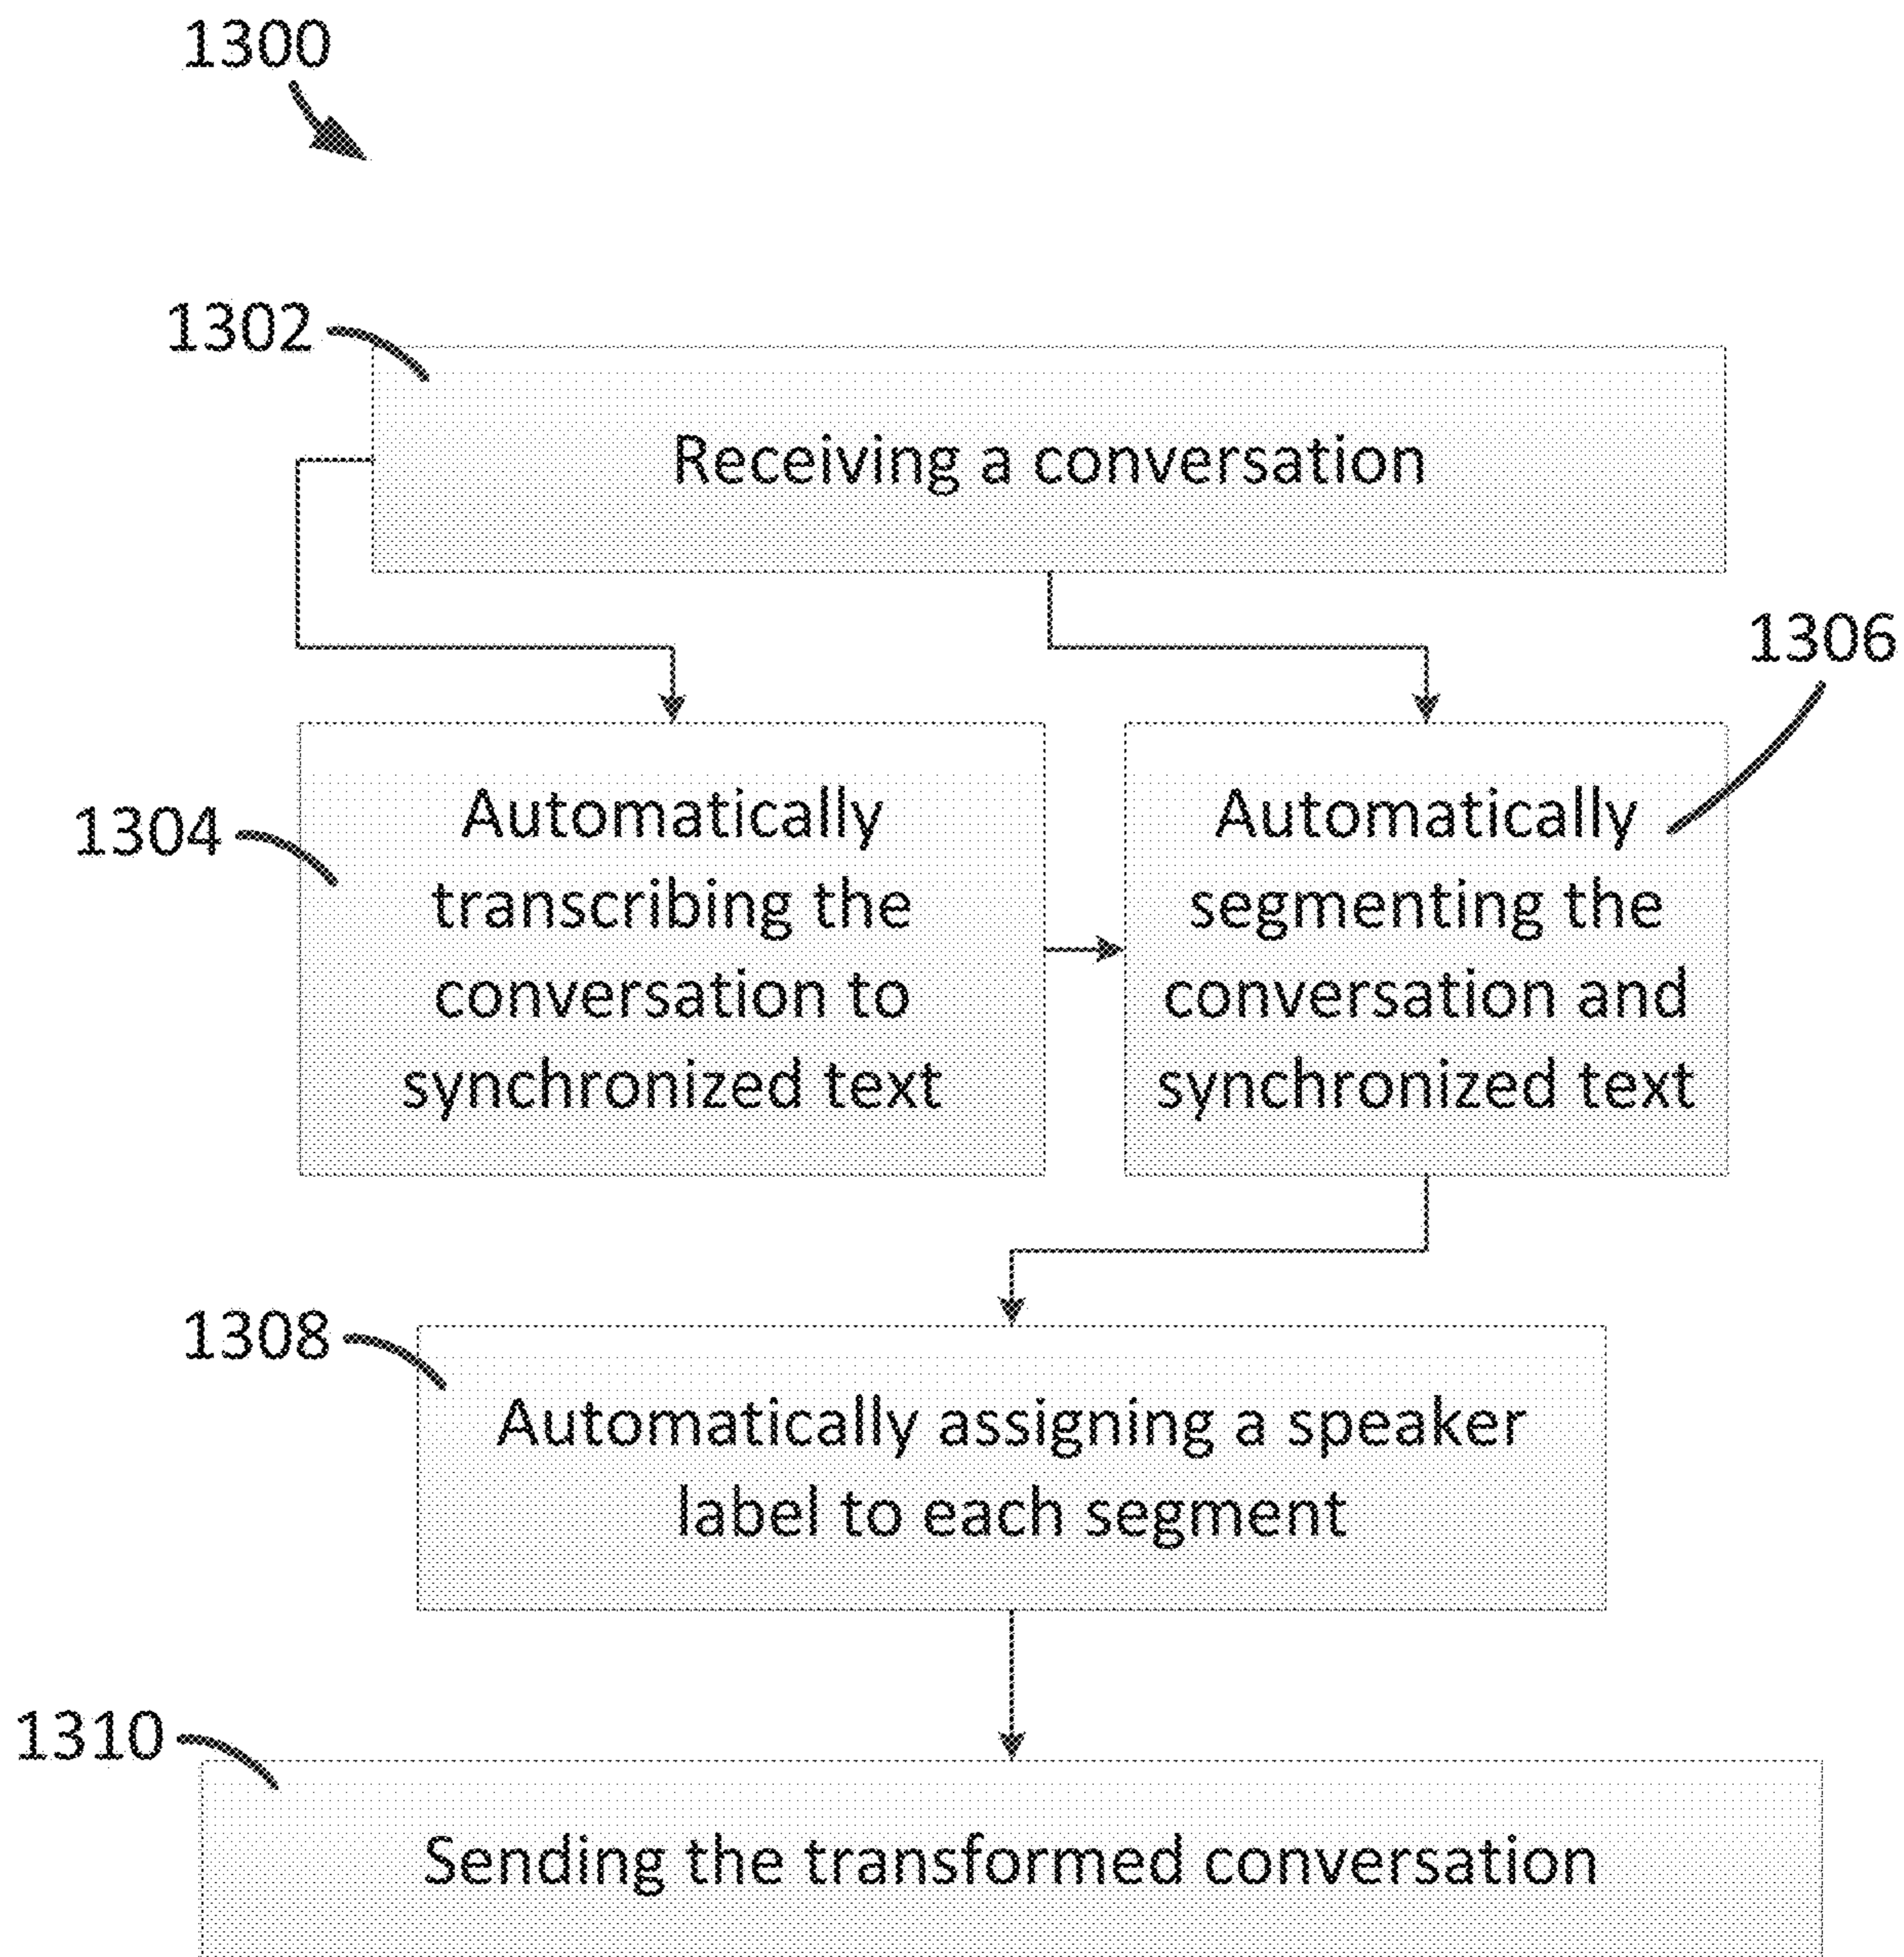 1300
1302
Receiving a conversation
1306
1304
Automatically
transcribing the
conversation to
synchronized text
Automatically
segmenting the
conversation and
synchronized text
1308
Automatically assigning a speaker
label to each segment
1310
Sending the transformed conversation